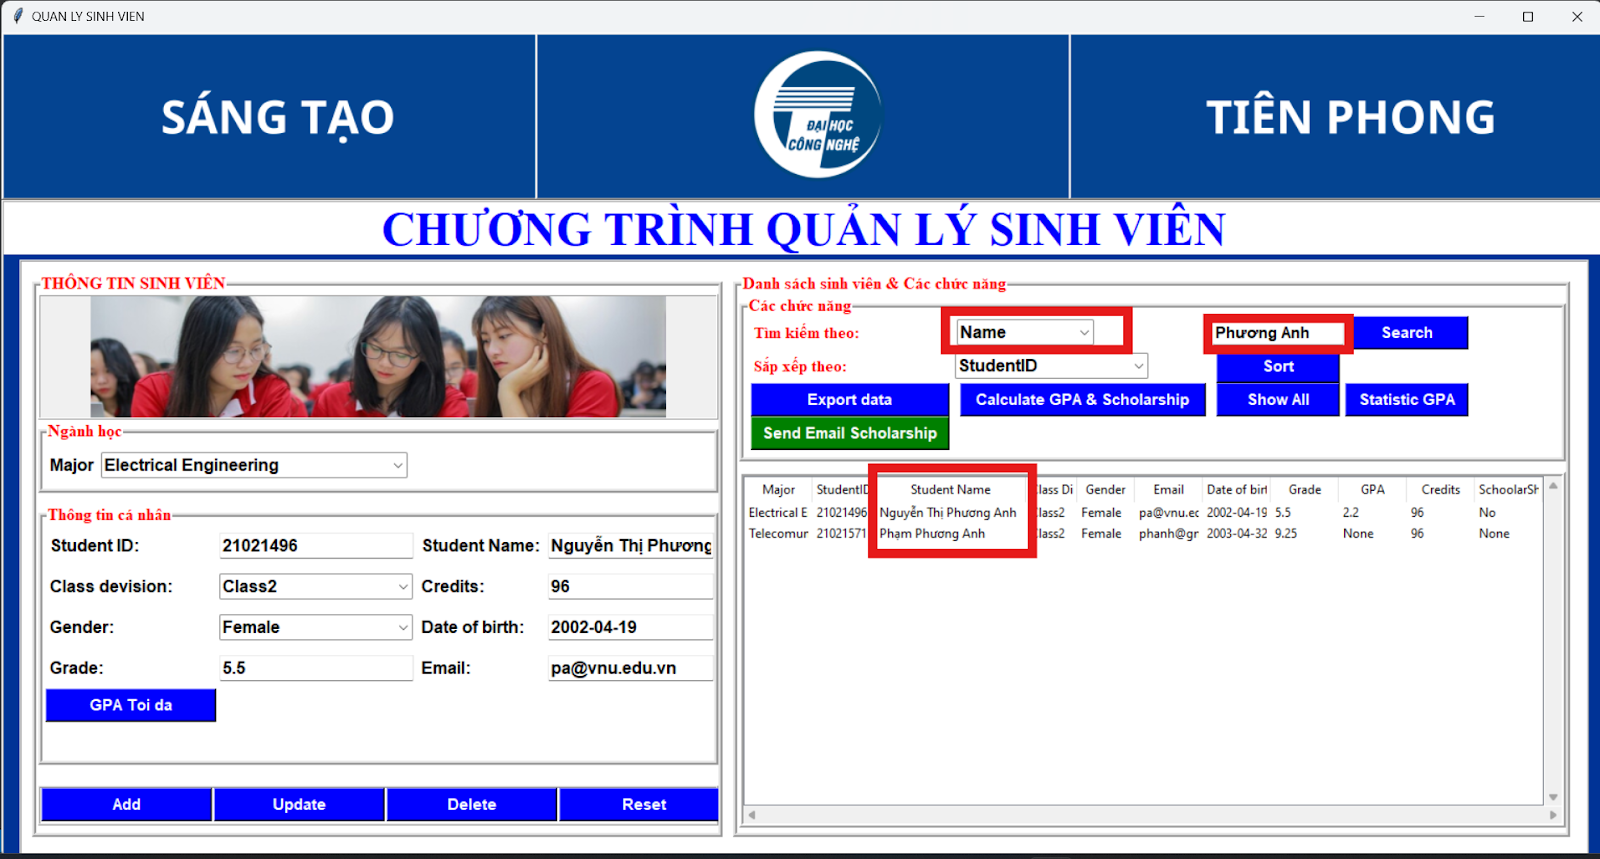 QUAN LY SINH VIEN
SÁNG TẠO
ĐẠI HỌC
CÔNG NGHỆ
TIÊN PHONG
CHƯƠNG TRÌNH QUẢN LÝ SINH VIÊN
THÔNG TIN SINH VIÊN
Ngành học
Major Electrical Engineering
Thông tin cá nhân
Student ID: 21021496 Student Name: Nguyễn Thị Phương
Class devision: Class2 Credits: 96
Gender: Female Date of birth: 2002-04-19
Grade: 5.5 Email: pa@vnu.edu.vn
GPA Toi da
Add Update Delete Reset
Danh sách sinh viên & Các chức năng
Các chức năng
Tìm kiếm theo: Name Phương Anh Search
Sắp xếp theo: StudentID Sort
Export data Calculate GPA & Scholarship Show All Statistic GPA
Send Email Scholarship
Major StudentID Student Name lass Di Gender Email Date of birt Grade GPA Credits SchoolarSh
Electrical E 21021496 Nguyễn Thị Phương Anh lass2 Female pa@vnu.ec 2002-04-19 5.5 2.2 96 No
Telecomur 21021571 Phạm Phương Anh lass2 Female phanh@gr 2003-04-32 9.25 None 96 None